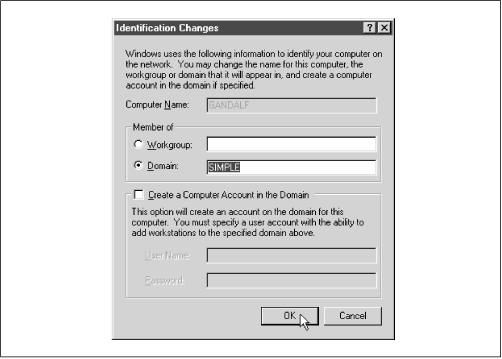 Identification Changes
Windows uses the following information to identify your computer on
the network. You may change the name for this computer, the
workgroup or domain that it will appear in, and create a computer
account in the domain if specified.
Computer Name: GANDALF
Member of
Workgroup:
Domain: SIMPLE
Create a Computer Account in the Domain
This option will create an account on the domain for this
computer. You must specify a user account with the ability to
add workstations to the specified domain above.
User Name:
Password:
OK Cancel